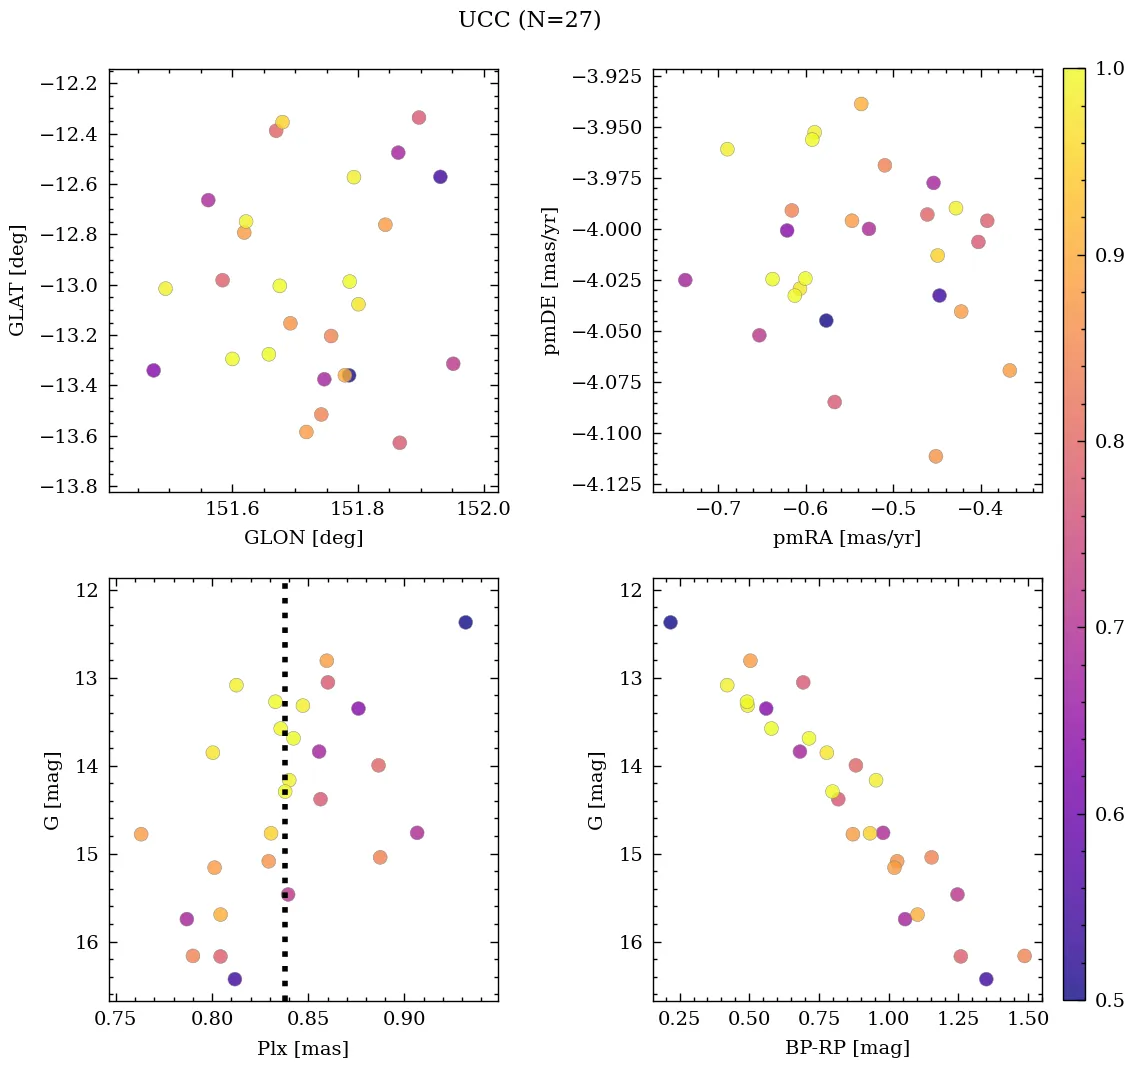 UCC (N=27)
−12.2
−12.4
−12.6
−12.8
−13.0
−13.2
−13.4
−13.6
−13.8
GLAT [deg]
151.6 151.8 152.0
GLON [deg]
−3.925
−3.950
−3.975
−4.000
−4.025
−4.050
−4.075
−4.100
−4.125
pmDE [mas/yr]
−0.7 −0.6 −0.5 −0.4
pmRA [mas/yr]
12
13
14
15
16
G [mag]
0.75 0.80 0.85 0.90
Plx [mas]
12
13
14
15
16
G [mag]
0.25 0.50 0.75 1.00 1.25 1.50
BP-RP [mag]
1.0
0.9
0.8
0.7
0.6
0.5